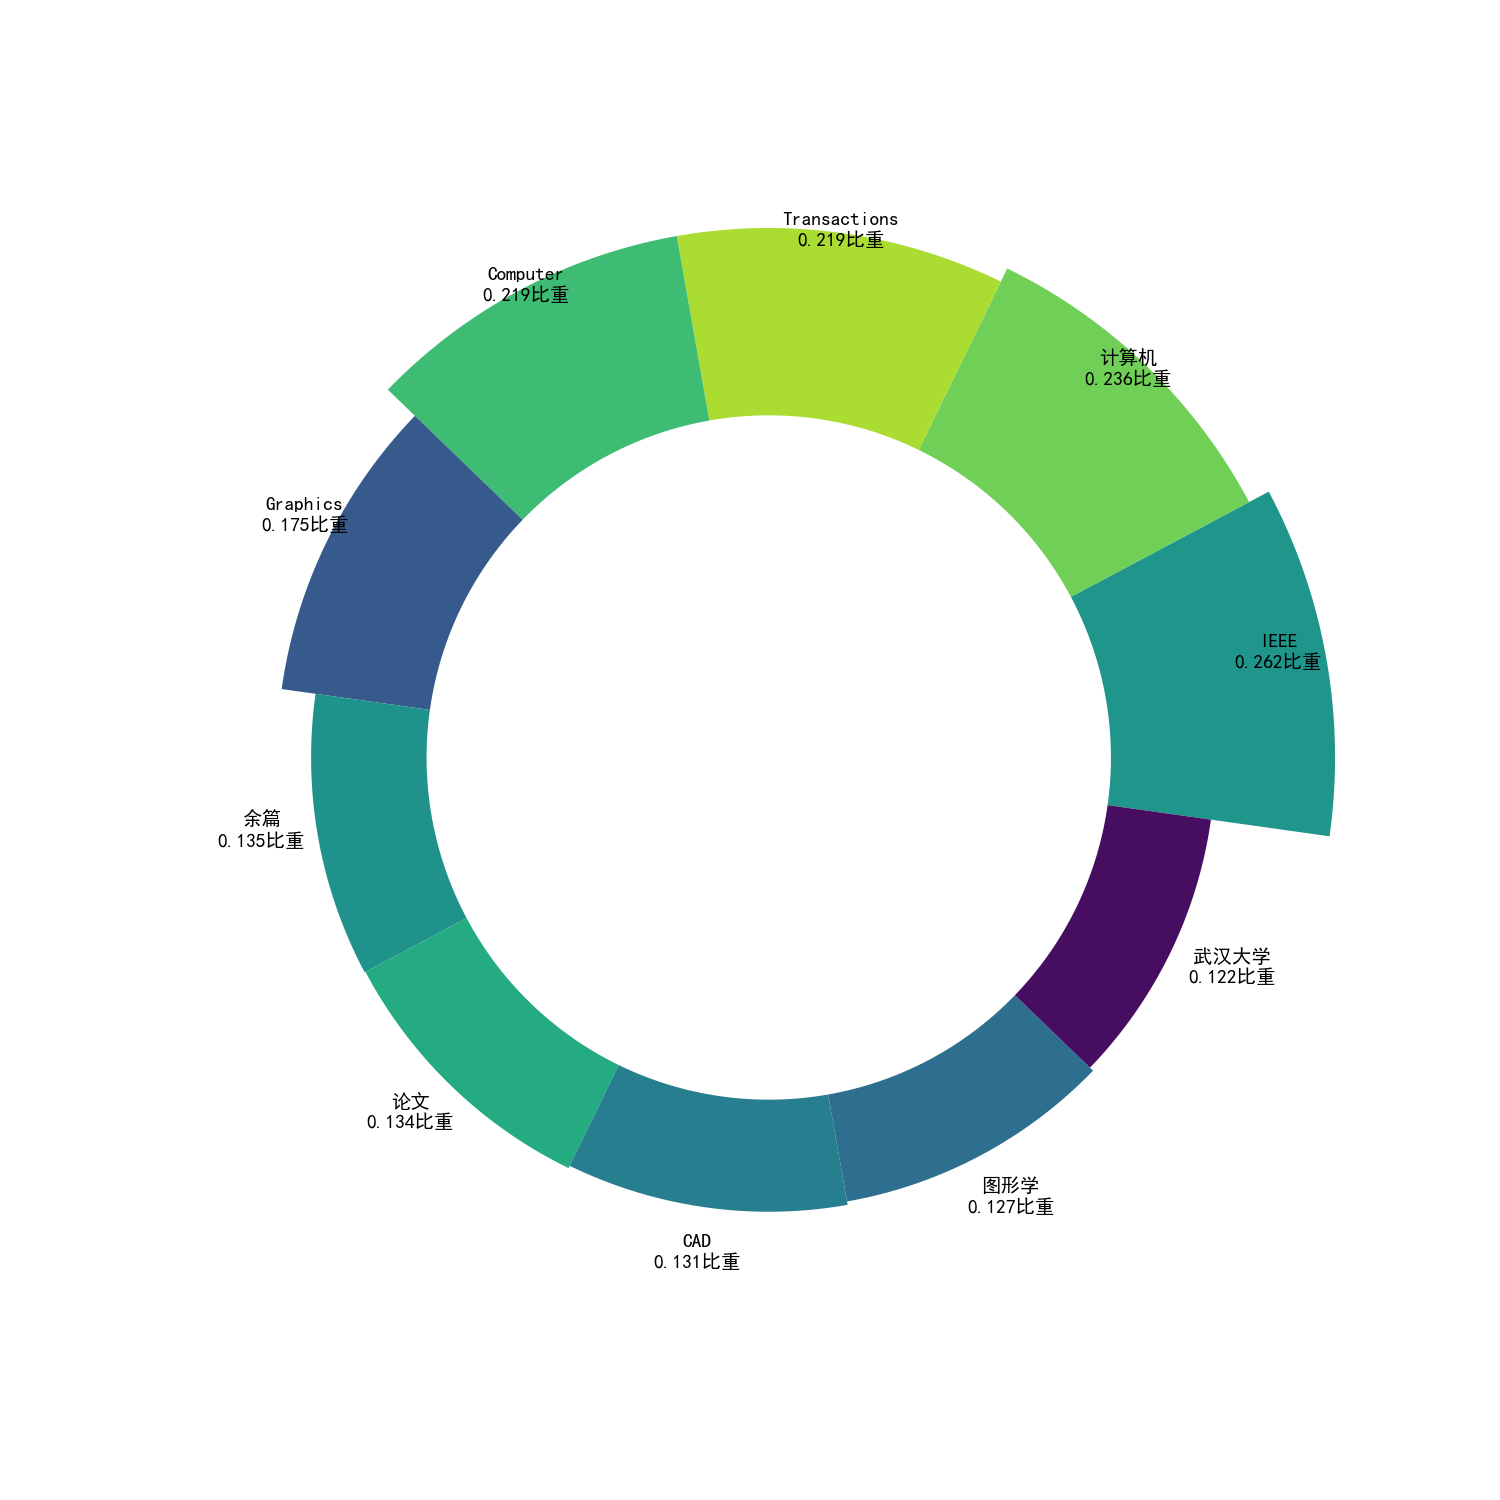 Transactions
0.219比重
Computer
0.219比重
计算机
0.236比重
Graphics
0.175比重
IEEE
0.262比重
余篇
0.135比重
武汉大学
0.122比重
论文
0.134比重
图形学
0.127比重
CAD
0.131比重